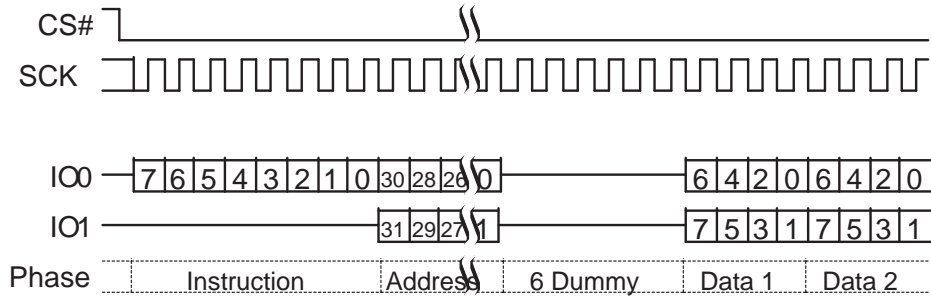 CS#
SCK
IO0 7 6 5 4 3 2 1 0 30 28 26 0 6 4 2 0 6 4 2 0
IO1 31 29 27 1 7 5 3 1 7 5 3 1
Phase Instruction Address 6 Dummy Data 1 Data 2